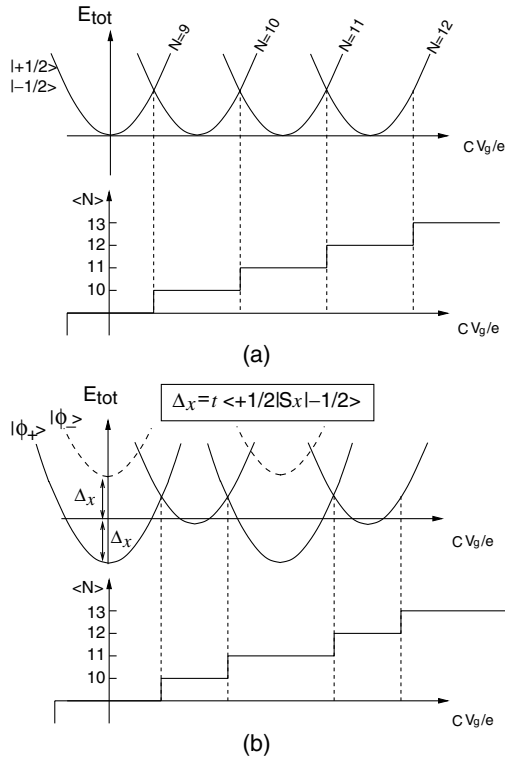 E_tot
|+1/2>
|−1/2>
N=9
N=10
N=11
N=12
C V_g/e
<N>
13
12
11
10
C V_g/e
(a)
Δ_x = t <+1/2|S_x|−1/2>
E_tot
|ϕ_+>
|ϕ_−>
Δ_x
Δ_x
C V_g/e
<N>
13
12
11
10
C V_g/e
(b)